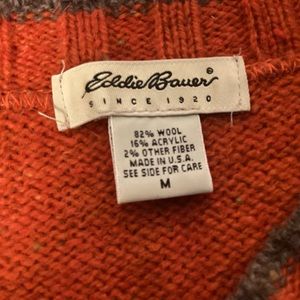 Eddie Bauer®
SINCE 1920
82% WOOL
16% ACRYLIC
2% OTHER FIBER
MADE IN U.S.A.
SEE SIDE FOR CARE
M